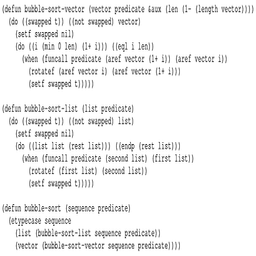 (defun bubble-sort-vector (vector predicate &aux (len (1- (length vector))))
(do ((swapped t)) ((not swapped) vector)
(setf swapped nil)
(do ((i (min 0 len) (1+ i))) ((eql i len))
(when (funcall predicate (aref vector (1+ i)) (aref vector i))
(rotatef (aref vector i) (aref vector (1+ i)))
(setf swapped t)))))
(defun bubble-sort-list (list predicate)
(do ((swapped t)) ((not swapped) list)
(setf swapped nil)
(do ((list list (rest list))) ((endp (rest list)))
(when (funcall predicate (second list) (first list))
(rotatef (first list) (second list))
(setf swapped t)))))
(defun bubble-sort (sequence predicate)
(etypecase sequence
(list (bubble-sort-list sequence predicate))
(vector (bubble-sort-vector sequence predicate))))